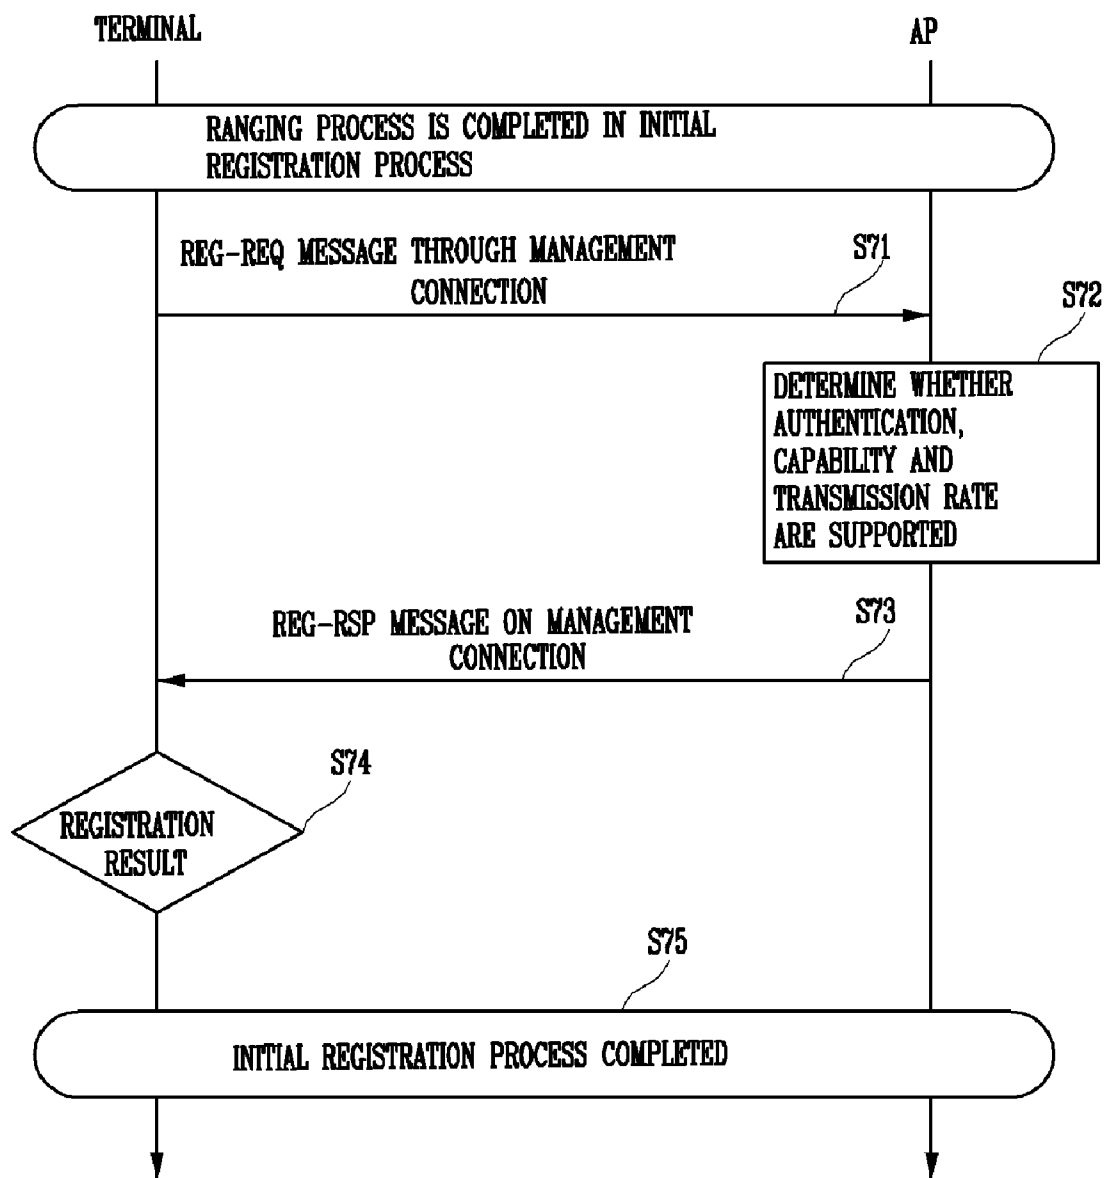 TERMINAL
AP
RANGING PROCESS IS COMPLETED IN INITIAL
REGISTRATION PROCESS
REG-REQ MESSAGE THROUGH MANAGEMENT
CONNECTION
S71
S72
DETERMINE WHETHER
AUTHENTICATION,
CAPABILITY AND
TRANSMISSION RATE
ARE SUPPORTED
REG-RSP MESSAGE ON MANAGEMENT
CONNECTION
S73
S74
REGISTRATION
RESULT
S75
INITIAL REGISTRATION PROCESS COMPLETED